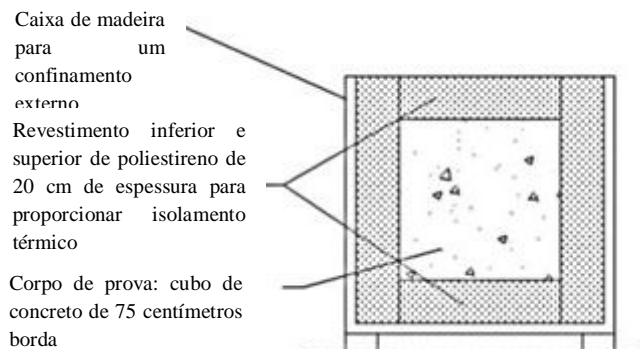 Caixa de madeira
para um
confinamento
externo
Revestimento inferior e
superior de poliestireno de
20 cm de espessura para
proporcionar isolamento
térmico
Corpo de prova: cubo de
concreto de 75 centímetros
borda